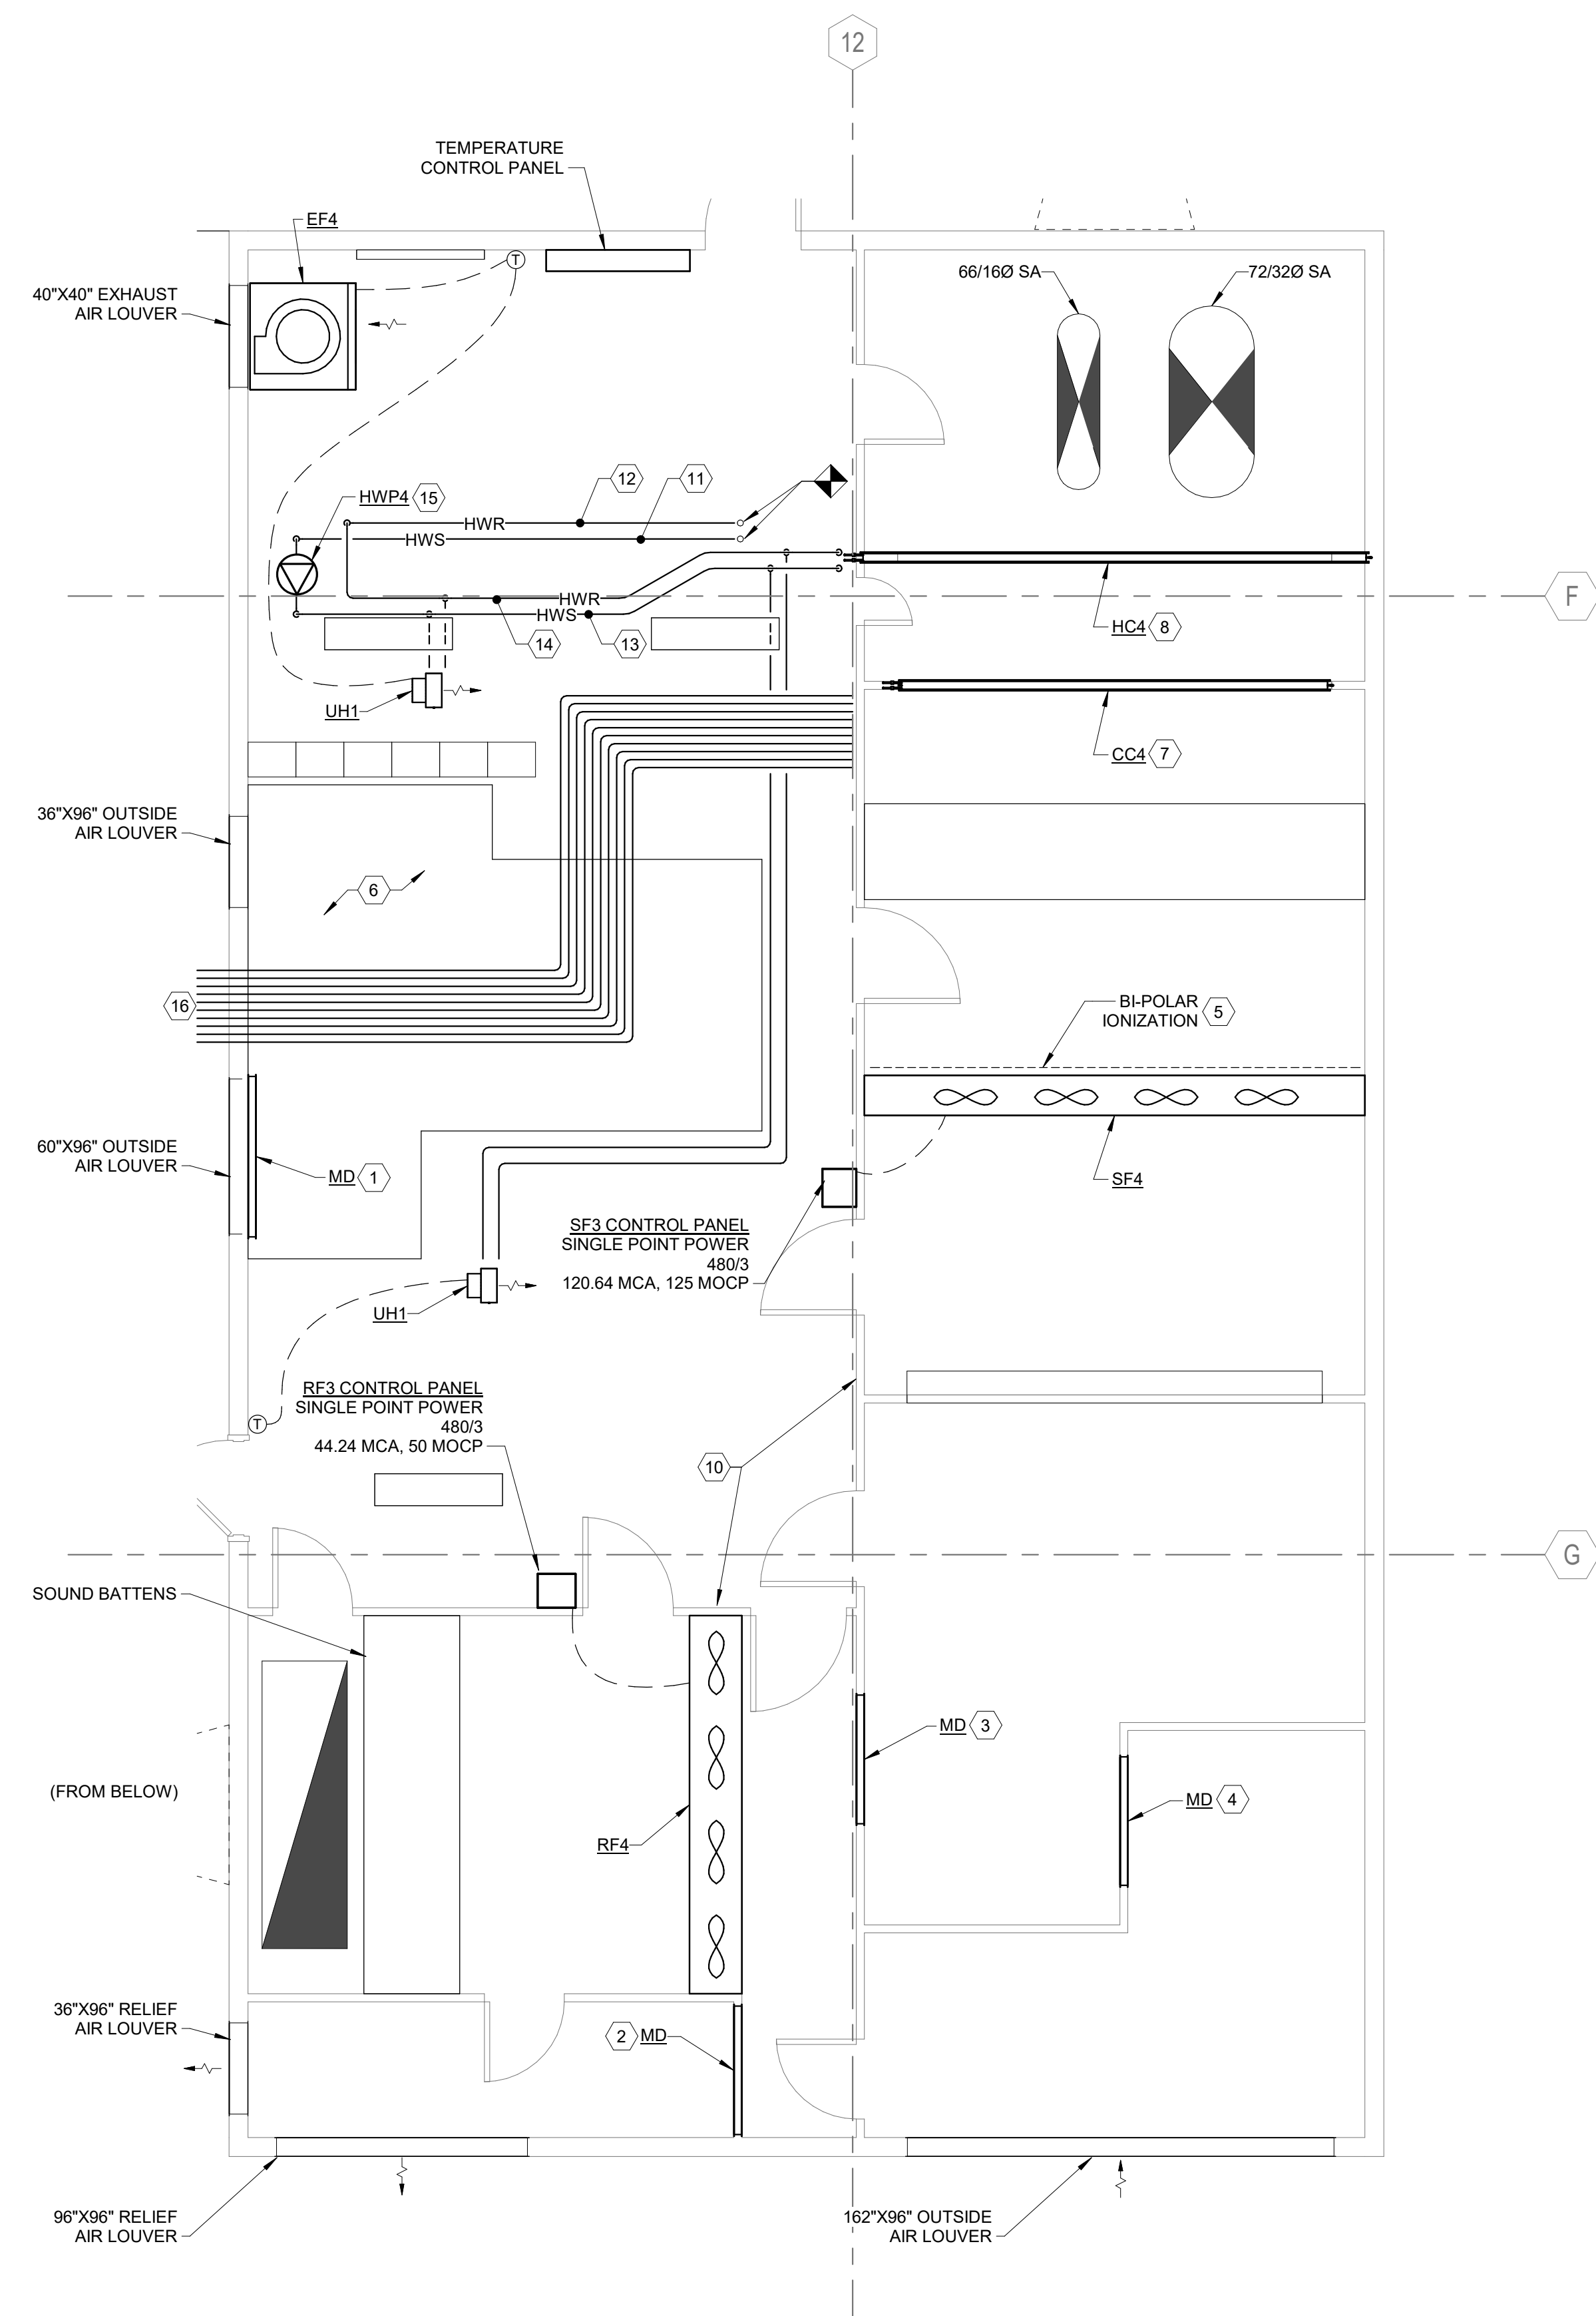 12
TEMPERATURE
CONTROL PANEL
EF4
T
66/16Ø SA
72/32Ø SA
40"X40" EXHAUST
AIR LOUVER
12
11
HWP4 15
HWR
HWS
HWR
F
HWS
14
13
HC4 8
UH1
CC4 7
36"X96" OUTSIDE
AIR LOUVER
6
16
BI-POLAR
IONIZATION
5
60"X96" OUTSIDE
AIR LOUVER
MD 1
SF4
SF3 CONTROL PANEL
SINGLE POINT POWER
480/3
120.64 MCA, 125 MOCP
UH1
RF3 CONTROL PANEL
SINGLE POINT POWER
480/3
44.24 MCA, 50 MOCP
T
10
G
SOUND BATTENS
MD 3
(FROM BELOW)
MD 4
RF4
36"X96" RELIEF
AIR LOUVER
2 MD
96"X96" RELIEF
AIR LOUVER
162"X96" OUTSIDE
AIR LOUVER